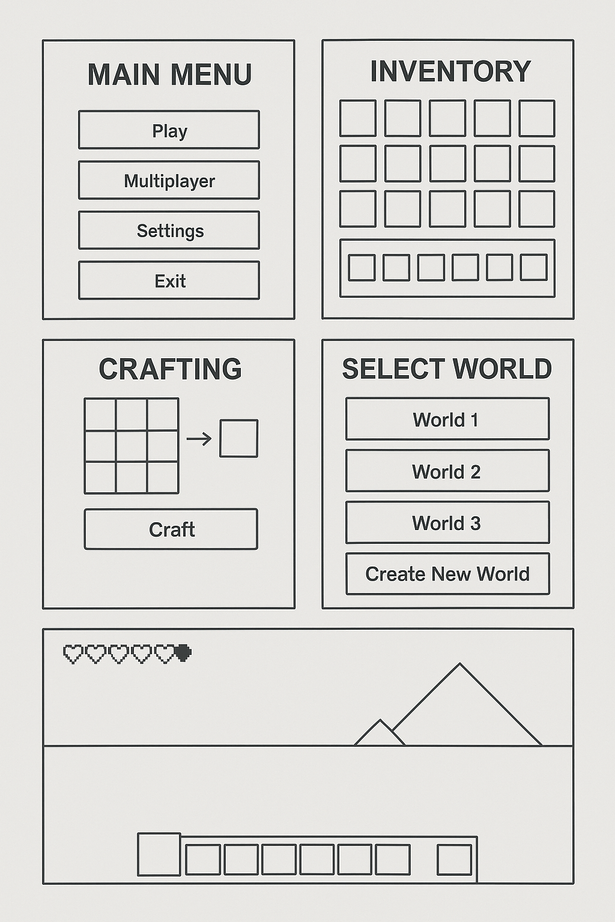 MAIN MENU
Play
Multiplayer
Settings
Exit
INVENTORY
CRAFTING
Craft
SELECT WORLD
World 1
World 2
World 3
Create New World